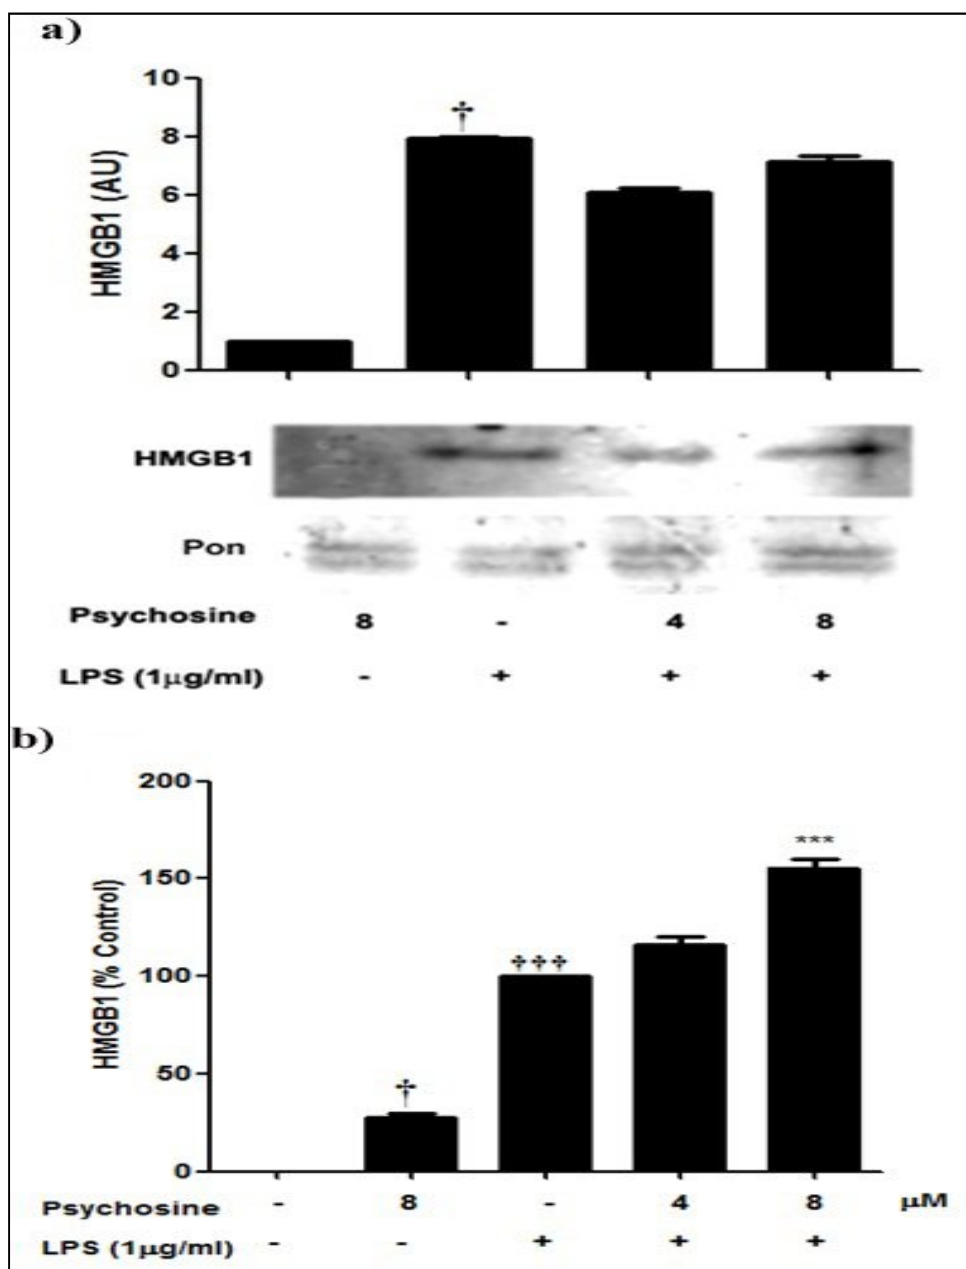 a)
10
†
8
6
4
2
0
HMGB1 (AU)
HMGB1
Pon
Psychosine 8 - 4 8
LPS (1µg/ml) - + + +
b)
200
***
150
†††
100
50
†
0
HMGB1 (% Control)
Psychosine - 8 - 4 8 µM
LPS (1µg/ml) - - + + +